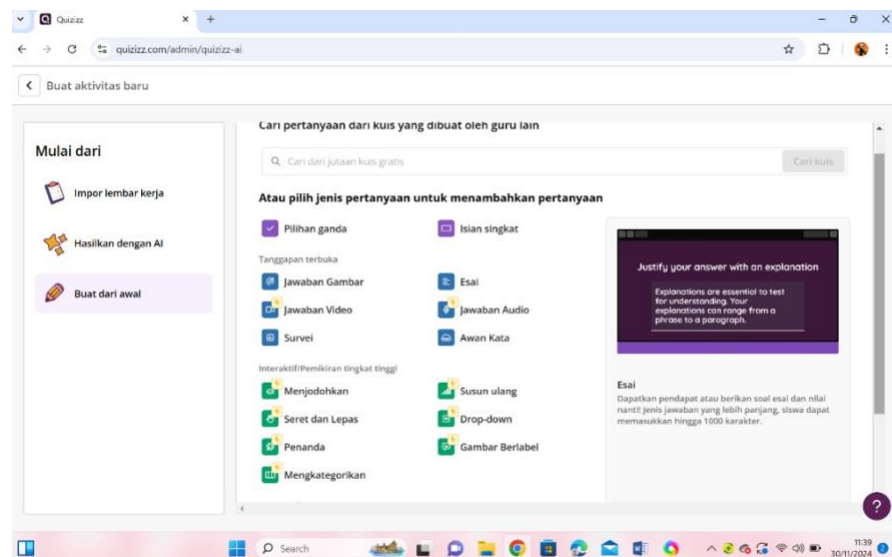 Quizizz
quizizz.com/admin/quizizz-ai
Buat aktivitas baru
Mulai dari
Impor lembar kerja
Hasilkan dengan AI
Buat dari awal
Cari pertanyaan dari kuis yang dibuat oleh guru lain
Cari dari jutaan kuis gratis
Cari kuis
Atau pilih jenis pertanyaan untuk menambahkan pertanyaan
Pilihan ganda
Isian singkat
Tanggapan terbuka
Jawaban Gambar
Esai
Jawaban Video
Jawaban Audio
Survei
Awan Kata
Interaktif/Pemikiran tingkat tinggi
Menjodohkan
Susun ulang
Seret dan Lepas
Drop-down
Penanda
Gambar Berlabel
Mengkategorikan
Justify your answer with an explanation
Explanations are essential to test
for understanding. Your
explanations can range from a
phrase to a paragraph.
Esai
Dapatkan pendapat atau berikan soal esai dan nilai
nanti! Jenis jawaban yang lebih panjang, siswa dapat
memasukkan hingga 1000 karakter.
?
Search
11:39
30/11/2024